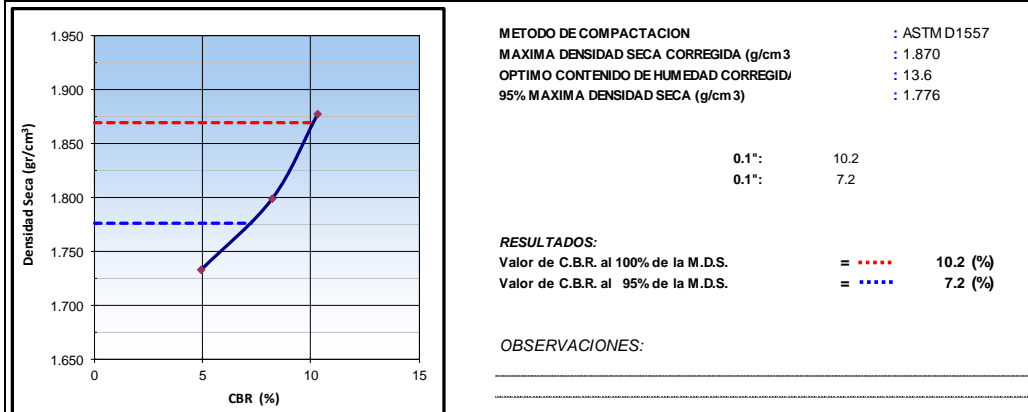 1.950
1.900
1.850
1.800
1.750
1.700
1.650
0 5 10 15
Densidad Seca (gr/cm³)
CBR (%)
METODO DE COMPACTACION : ASTM D1557
MAXIMA DENSIDAD SECA CORREGIDA (g/cm3 : 1.870
OPTIMO CONTENIDO DE HUMEDAD CORREGIDA : 13.6
95% MAXIMA DENSIDAD SECA (g/cm3) : 1.776
0.1": 10.2
0.1": 7.2
RESULTADOS:
Valor de C.B.R. al 100% de la M.D.S. = 10.2 (%)
Valor de C.B.R. al 95% de la M.D.S. = 7.2 (%)
OBSERVACIONES: